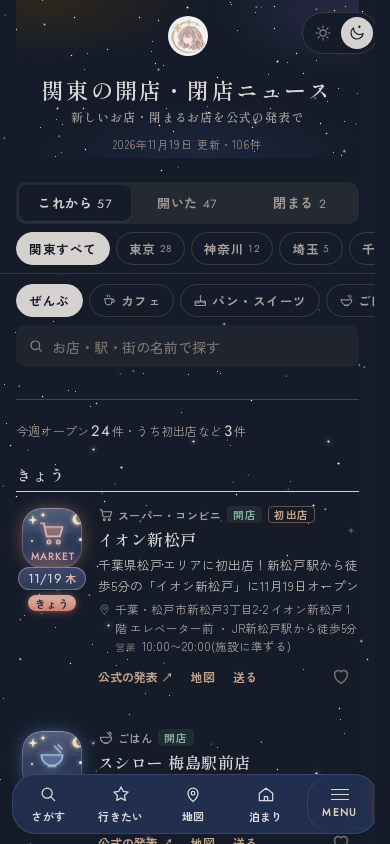 関東の開店・閉店ニュース
新しいお店・閉まるお店を公式の発表で
2026年11月19日 更新・106件
これから 57 開いた 47 閉まる 2
関東すべて 東京 28 神奈川 12 埼玉 5 千
ぜんぶ カフェ パン・スイーツ
お店・駅・街の名前で探す
今週オープン24件・うち初出店など3件
きょう
スーパー・コンビニ 開店 初出店
イオン新松戸
MARKET
千葉県松戸エリアに初出店！新松戸駅から徒
歩5分の「イオン新松戸」に11月19日オープン
11/19 木
きょう
千葉・松戸市新松戸3丁目2-2 イオン新松戸 1
階 エレベーター前 ・ JR新松戸駅から徒歩5分
営業 10:00〜20:00(施設に準ずる)
公式の発表 ↗ 地図 送る
ごはん 開店
スシロー 梅島駅前店
さがす 行きたい 地図 泊まり MENU
公式の発表 ↗ 地図 送る